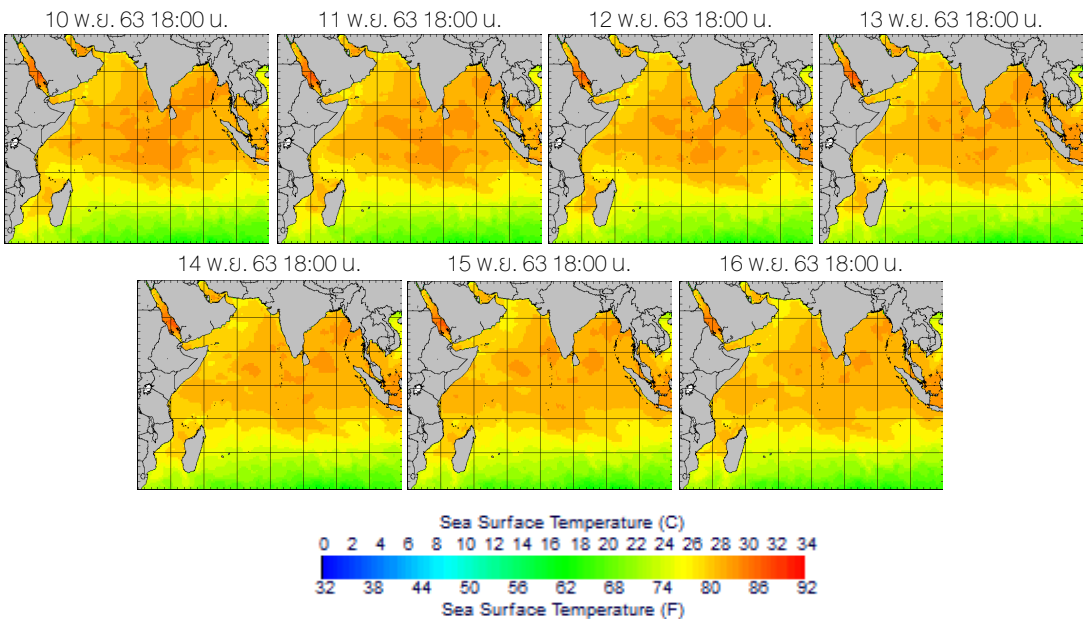 10 พ.ย. 63 18:00 น.
11 พ.ย. 63 18:00 น.
12 พ.ย. 63 18:00 น.
13 พ.ย. 63 18:00 น.
14 พ.ย. 63 18:00 น.
15 พ.ย. 63 18:00 น.
16 พ.ย. 63 18:00 น.
Sea Surface Temperature (C)
0 2 4 6 8 10 12 14 16 18 20 22 24 26 28 30 32 34
32 38 44 50 56 62 68 74 80 86 92
Sea Surface Temperature (F)